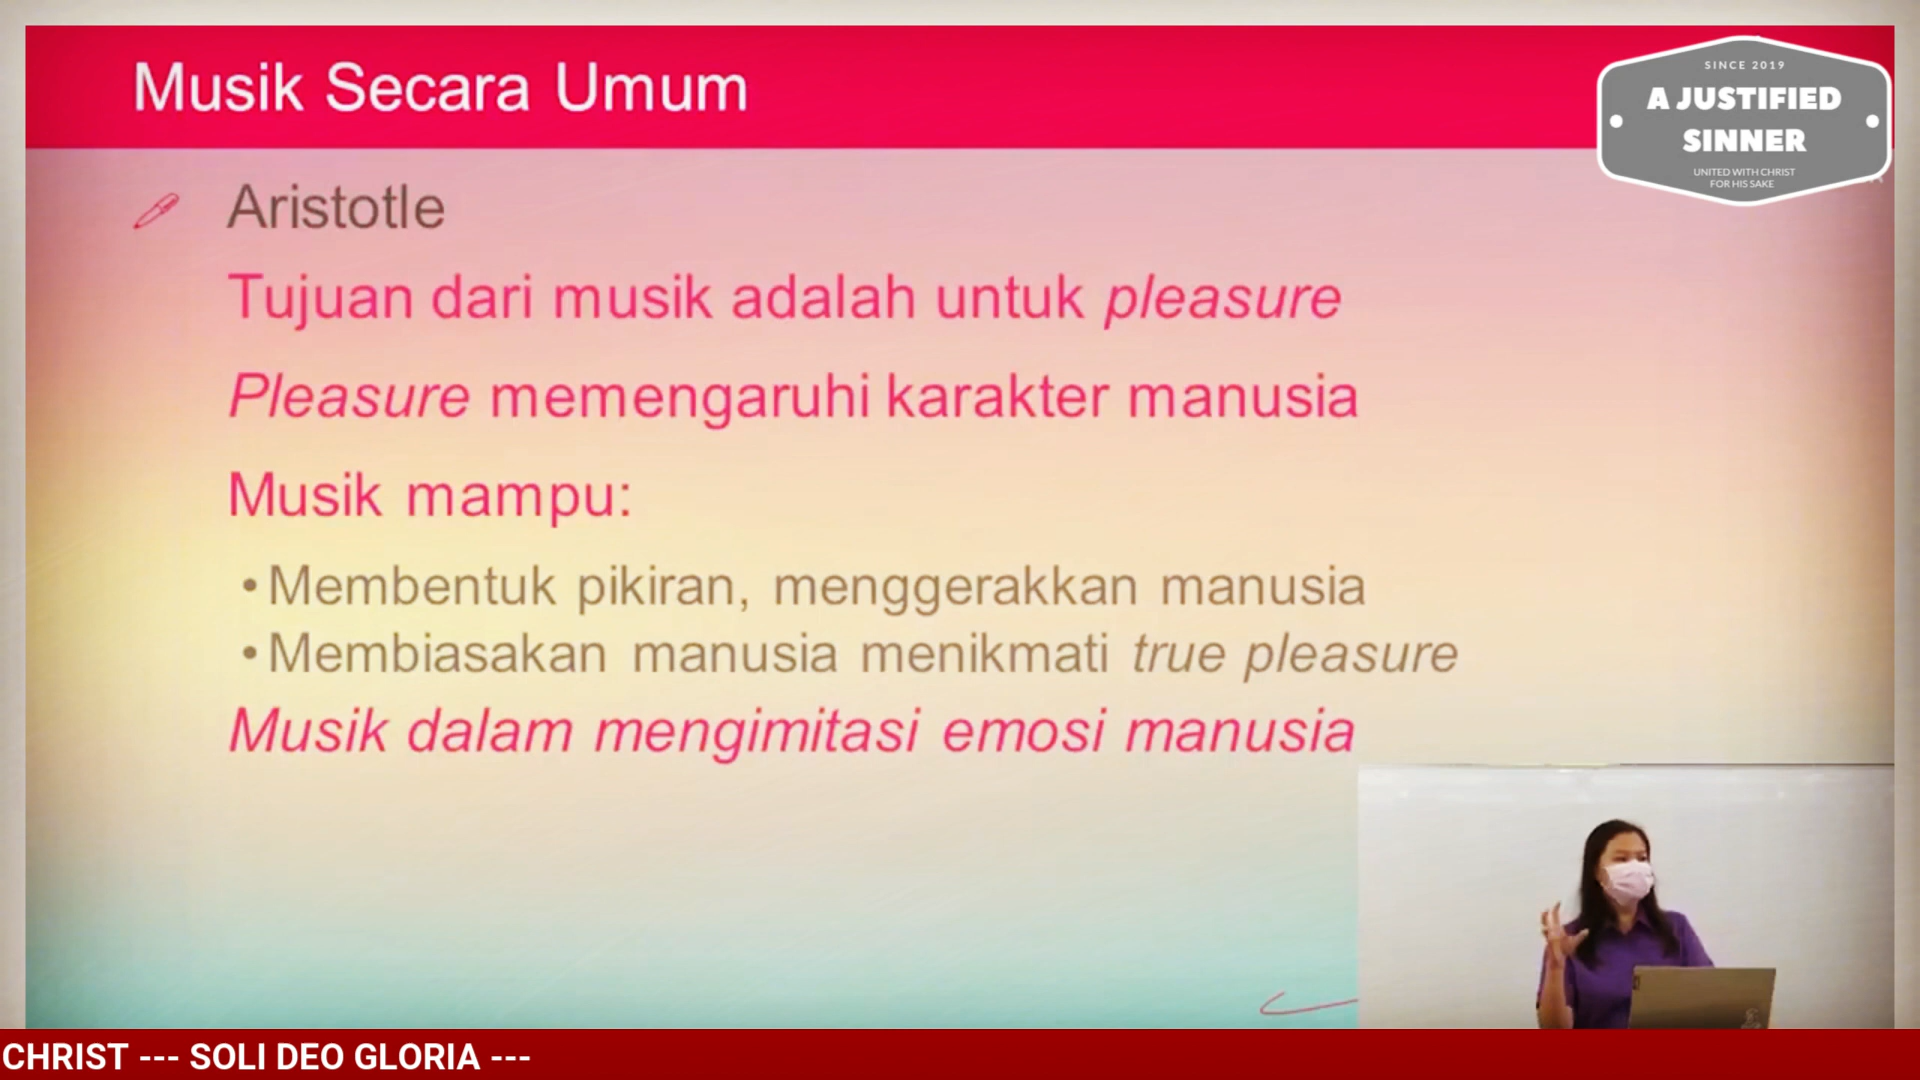 Musik Secara Umum
SINCE 2019
A JUSTIFIED
SINNER
UNITED WITH CHRIST
FOR HIS SAKE
Aristotle
Tujuan dari musik adalah untuk pleasure
Pleasure memengaruhi karakter manusia
Musik mampu:
•Membentuk pikiran, menggerakkan manusia
•Membiasakan manusia menikmati true pleasure
Musik dalam mengimitasi emosi manusia
CHRIST --- SOLI DEO GLORIA ---